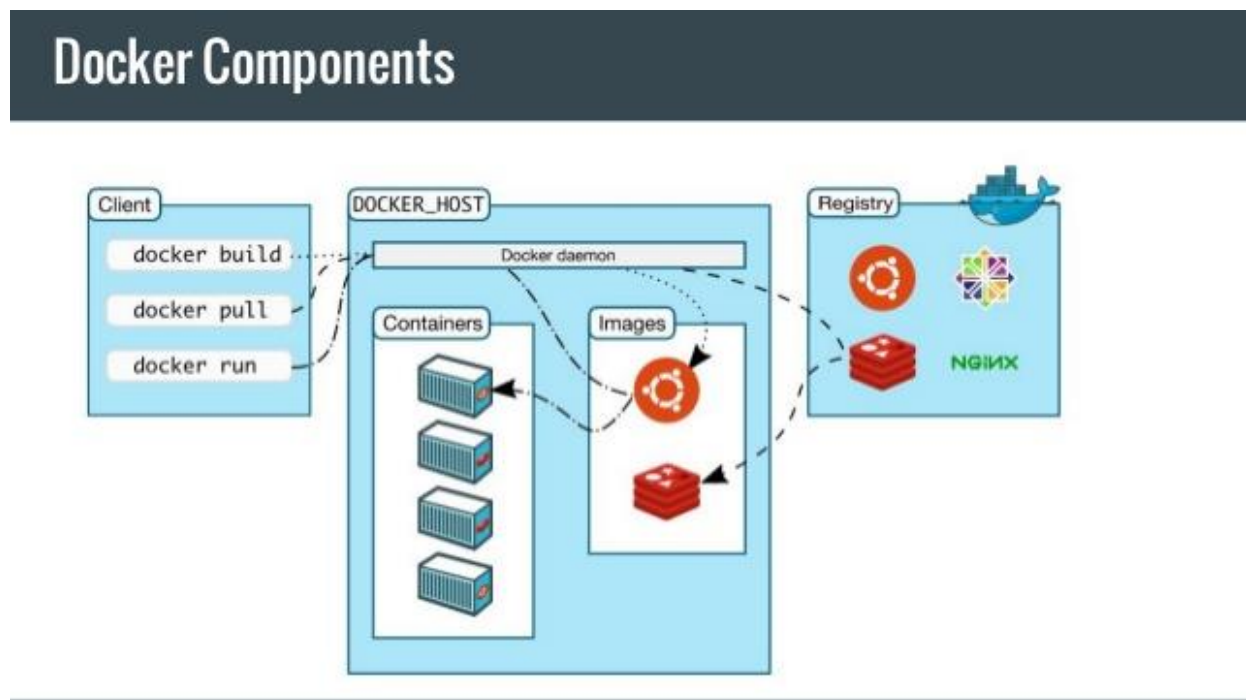 Docker Components
Client
docker build
docker pull
docker run
DOCKER_HOST
Docker daemon
Containers
Images
Registry
NGiNX